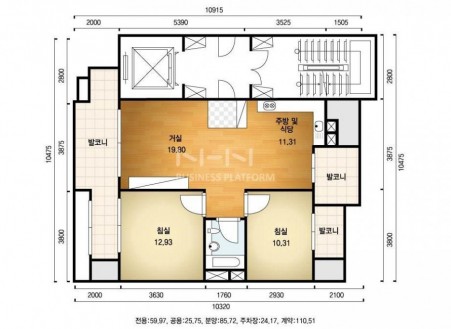 10915
2000 5390 3525 1505
2800 2800
발코니
거실
19,80
주방 및
식당
11,31
NHN
BUSINESS PLATFORM
10475 3875 3875 10475
발코니
3800 3800
침실
12,93
침실
10,31
발코니
2000 3630 1760 2930 2100
10320
전용:59,97, 공용:25,75, 분양:85,72, 주차장:24,17, 계약:110,51